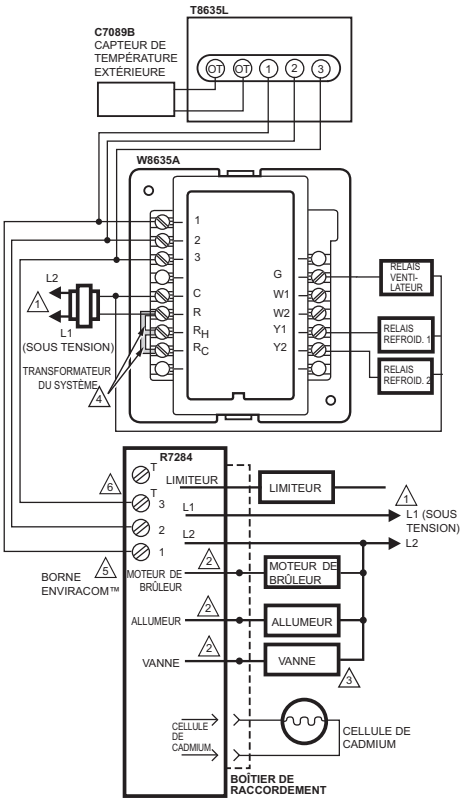 T8635L
C7089B
CAPTEUR DE
TEMPÉRATURE
EXTÉRIEURE
OT OT 1 2 3
W8635A
1
2
3
C
R
RH
RC
G
W1
W2
Y1
Y2
L2
1
L1
(SOUS TENSION)
TRANSFORMATEUR
DU SYSTÈME
4
RELAIS
VENTI-
LATEUR
RELAIS
REFROID. 1
RELAIS
REFROID. 2
R7284
T
LIMITEUR
LIMITEUR
6
T
3
L1
1
L1 (SOUS
TENSION)
2
L2
L2
5
1
BORNE
ENVIRACOM™
2
MOTEUR DE
BRÛLEUR
MOTEUR DE
BRÛLEUR
2
ALLUMEUR
ALLUMEUR
2
VANNE
VANNE
3
CELLULE
DE
CADMIUM
CELLULE DE
CADMIUM
BOÎTIER DE
RACCORDEMENT